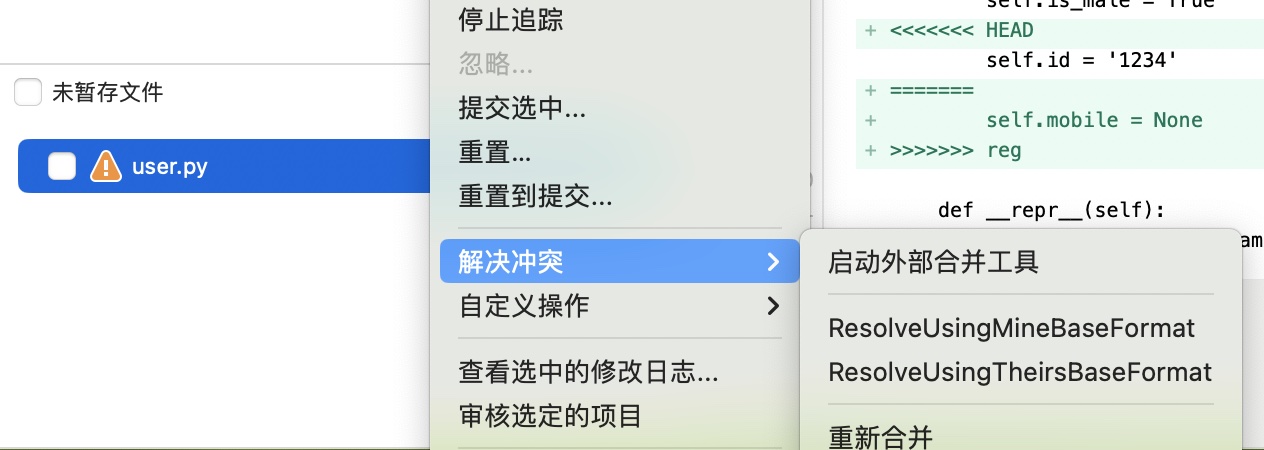 停止追踪
忽略...
提交选中...
重置...
重置到提交...
解决冲突
自定义操作
查看选中的修改日志...
审核选定的项目
未暂存文件
user.py
self.is_male = True
+ <<<<<<< HEAD
self.id = '1234'
+ =======
+ self.mobile = None
+ >>>>>>> reg
def __repr__(self):
am
启动外部合并工具
ResolveUsingMineBaseFormat
ResolveUsingTheirsBaseFormat
重新合并